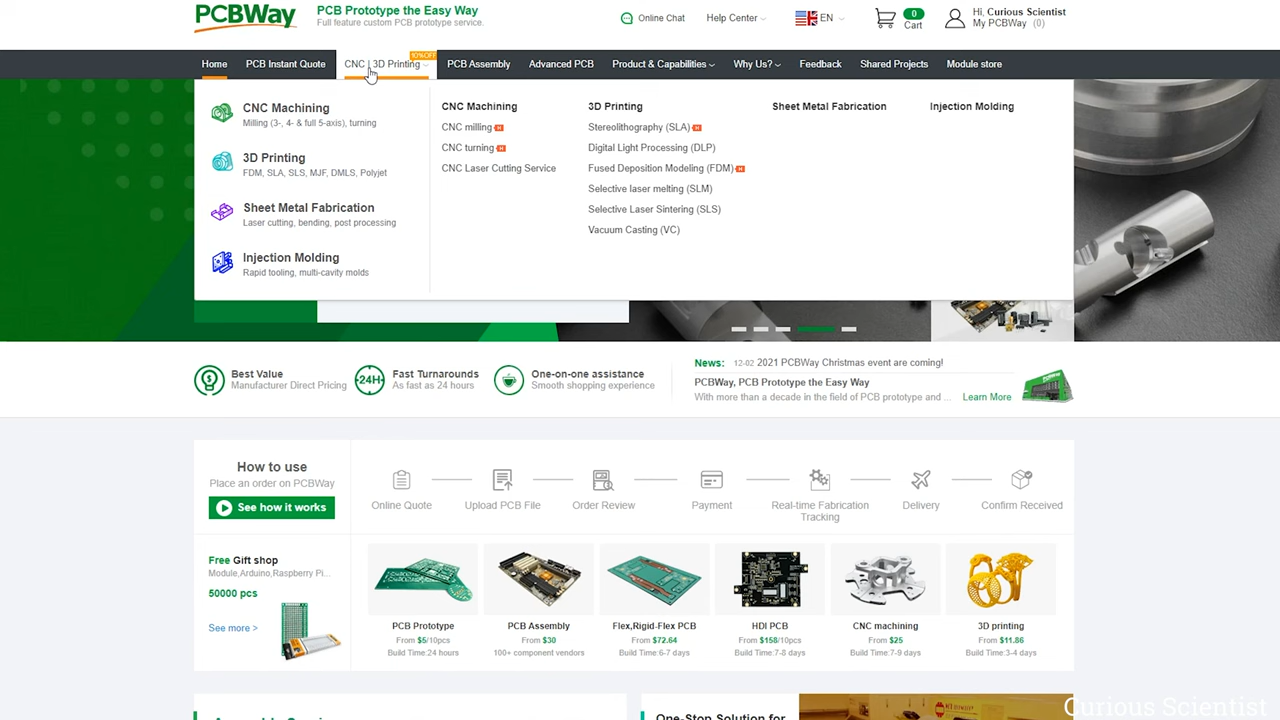 PCBWay
PCB Prototype the Easy Way
Full feature custom PCB prototype service.
Online Chat
Help Center
EN
0
Cart
Hi, Curious Scientist
My PCBWay (0)
Home
PCB Instant Quote
CNC | 3D Printing
10%OFF
PCB Assembly
Advanced PCB
Product & Capabilities
Why Us?
Feedback
Shared Projects
Module store
CNC Machining
Milling (3-, 4- & full 5-axis), turning
3D Printing
FDM, SLA, SLS, MJF, DMLS, Polyjet
Sheet Metal Fabrication
Laser cutting, bending, post processing
Injection Molding
Rapid tooling, multi-cavity molds
CNC Machining
CNC milling
CNC turning
CNC Laser Cutting Service
3D Printing
Stereolithography (SLA)
Digital Light Processing (DLP)
Fused Deposition Modeling (FDM)
Selective laser melting (SLM)
Selective Laser Sintering (SLS)
Vacuum Casting (VC)
Sheet Metal Fabrication
Injection Molding
Best Value
Manufacturer Direct Pricing
24H
Fast Turnarounds
As fast as 24 hours
One-on-one assistance
Smooth shopping experience
News: 12-02 2021 PCBWay Christmas event are coming!
PCBWay, PCB Prototype the Easy Way
With more than a decade in the field of PCB prototype and ... Learn More
How to use
Place an order on PCBWay
See how it works
Online Quote
Upload PCB File
Order Review
Payment
Real-time Fabrication
Tracking
Delivery
Confirm Received
Free Gift shop
Module,Arduino,Raspberry Pi...
50000 pcs
See more >
PCB Prototype
From $5/10pcs
Build Time:24 hours
PCB Assembly
From $30
100+ component vendors
Flex,Rigid-Flex PCB
From $72.64
Build Time:6-7 days
HDI PCB
From $158/10pcs
Build Time:7-8 days
CNC machining
From $25
Build Time:7-9 days
3D printing
From $11.86
Build Time:3-4 days
One-Stop Solution for
Curious Scientist